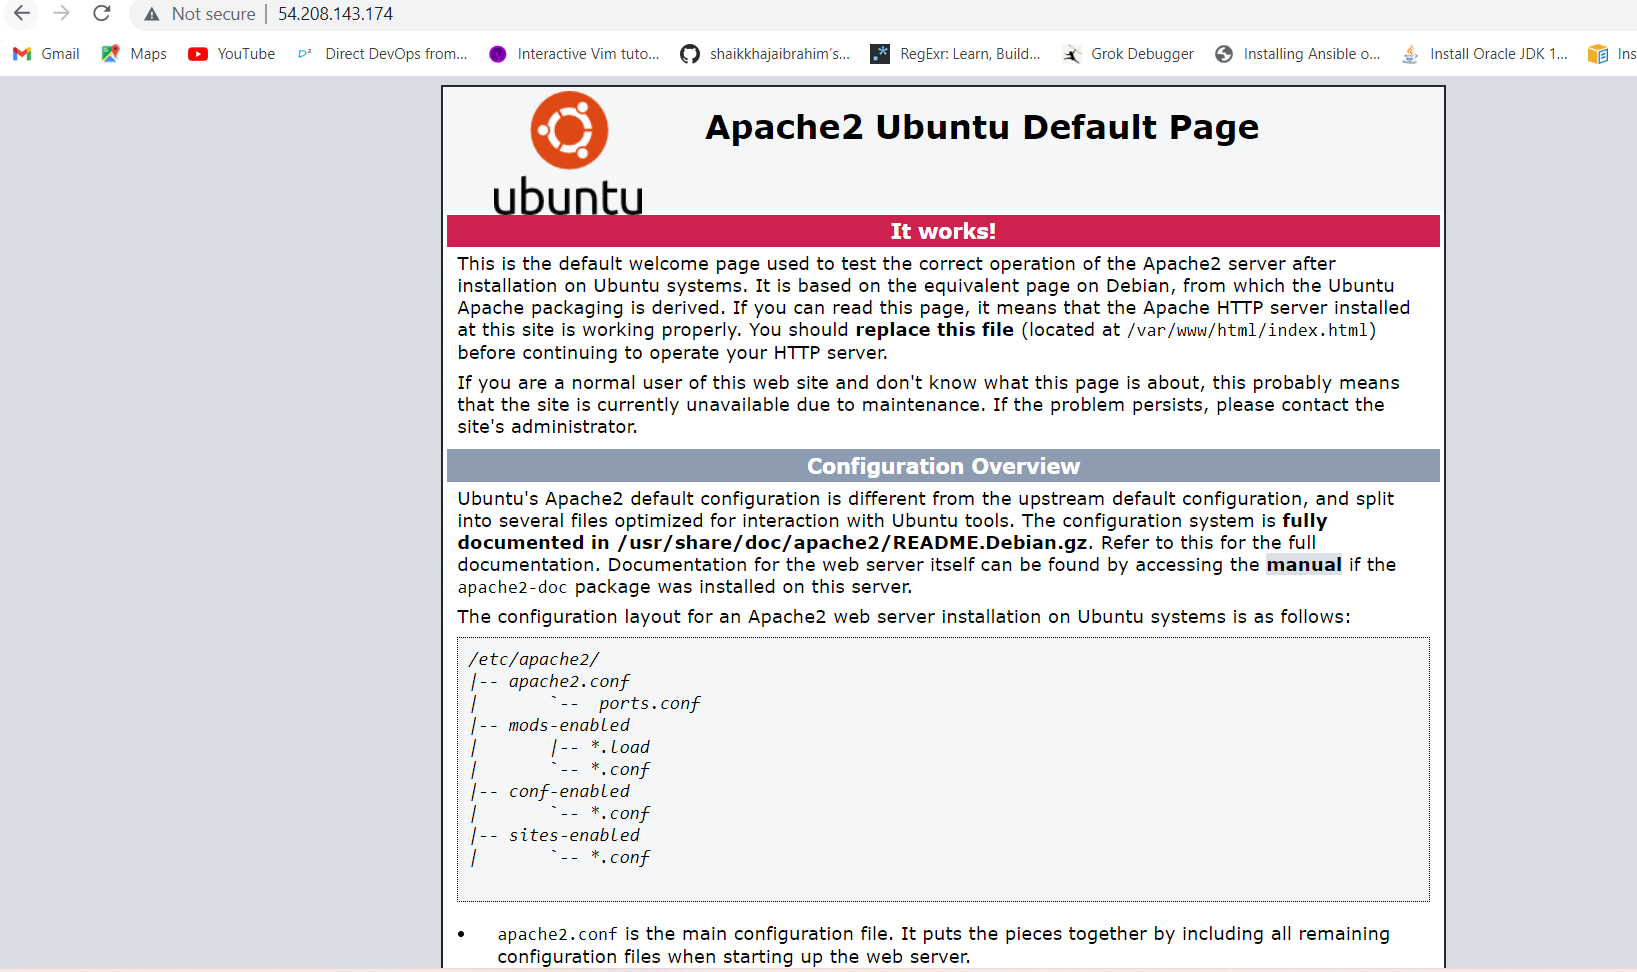 Not secure | 54.208.143.174
Gmail Maps YouTube Direct DevOps from... Interactive Vim tuto... shaikkhajaibrahim's... RegExr: Learn, Build... Grok Debugger Installing Ansible o... Install Oracle JDK 1... Ins
ubuntu
Apache2 Ubuntu Default Page
It works!
This is the default welcome page used to test the correct operation of the Apache2 server after
installation on Ubuntu systems. It is based on the equivalent page on Debian, from which the Ubuntu
Apache packaging is derived. If you can read this page, it means that the Apache HTTP server installed
at this site is working properly. You should replace this file (located at /var/www/html/index.html)
before continuing to operate your HTTP server.
If you are a normal user of this web site and don't know what this page is about, this probably means
that the site is currently unavailable due to maintenance. If the problem persists, please contact the
site's administrator.
Configuration Overview
Ubuntu's Apache2 default configuration is different from the upstream default configuration, and split
into several files optimized for interaction with Ubuntu tools. The configuration system is fully
documented in /usr/share/doc/apache2/README.Debian.gz. Refer to this for the full
documentation. Documentation for the web server itself can be found by accessing the manual if the
apache2-doc package was installed on this server.
The configuration layout for an Apache2 web server installation on Ubuntu systems is as follows:
/etc/apache2/
|-- apache2.conf
|       `--  ports.conf
|-- mods-enabled
|       |-- *.load
|       `-- *.conf
|-- conf-enabled
|       `-- *.conf
|-- sites-enabled
|       `-- *.conf
• apache2.conf is the main configuration file. It puts the pieces together by including all remaining
configuration files when starting up the web server.